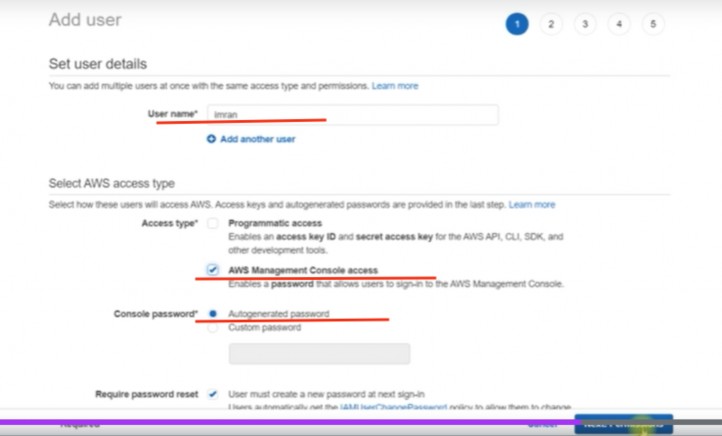 Add user
1 2 3 4 5
Set user details
You can add multiple users at once with the same access type and permissions. Learn more
User name* imran
Add another user
Select AWS access type
Select how these users will access AWS. Access keys and autogenerated passwords are provided in the last step. Learn more
Access type* Programmatic access
Enables an access key ID and secret access key for the AWS API, CLI, SDK, and
other development tools.
AWS Management Console access
Enables a password that allows users to sign-in to the AWS Management Console.
Console password* Autogenerated password
Custom password
Require password reset User must create a new password at next sign-in
Users automatically get the IAMUserChangePassword policy to allow them to change
Required Cancel Next: Permissions